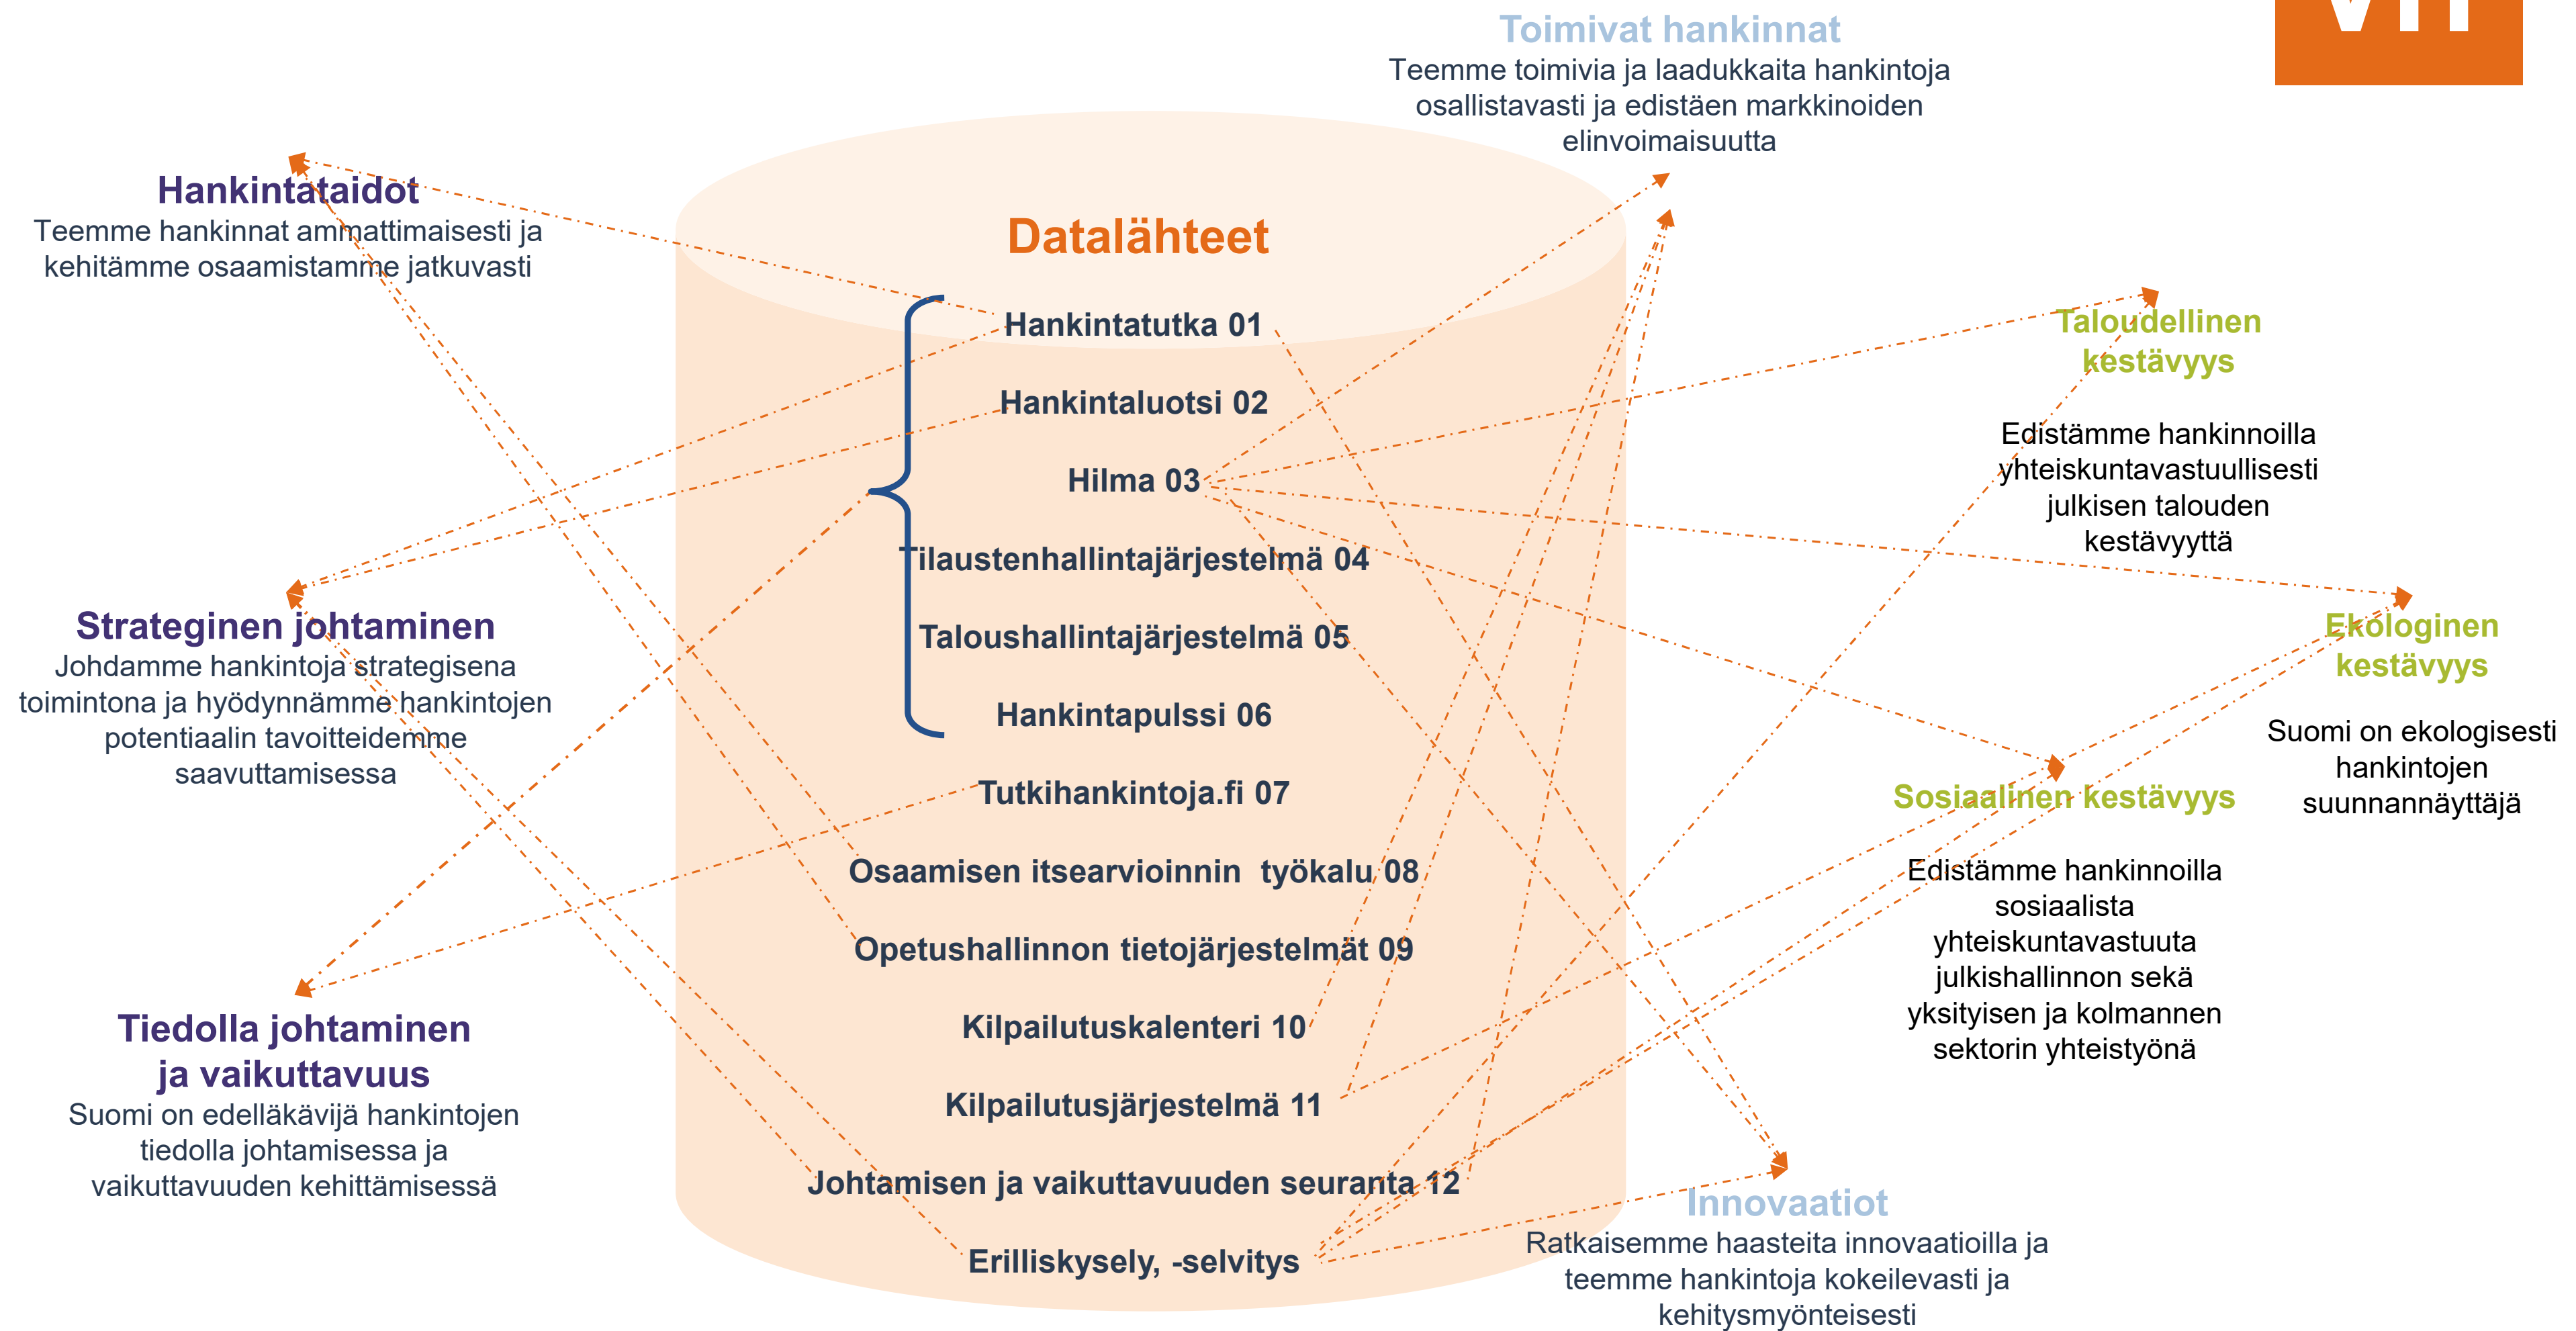 Toimivat hankinnat
Teemme toimivia ja laadukkaita hankintoja
osallistavasti ja edistäen markkinoiden
elinvoimaisuutta
Hankintataidot
Teemme hankinnat ammattimaisesti ja
kehitämme osaamistamme jatkuvasti
Strateginen johtaminen
Johdamme hankintoja strategisena
toimintona ja hyödynnämme hankintojen
potentiaalin tavoitteidemme
saavuttamisessa
Tiedolla johtaminen
ja vaikuttavuus
Suomi on edelläkävijä hankintojen
tiedolla johtamisessa ja
vaikuttavuuden kehittämisessä
Datalähteet
Hankintatutka 01
Hankintaluotsi 02
Hilma 03
Tilaustenhallintajärjestelmä 04
Taloushallintajärjestelmä 05
Hankintapulssi 06
Tutkihankintoja.fi 07
Osaamisen itsearvioinnin  työkalu 08
Opetushallinnon tietojärjestelmät 09
Kilpailutuskalenteri 10
Kilpailutusjärjestelmä 11
Johtamisen ja vaikuttavuuden seuranta 12
Erilliskysely, -selvitys
Taloudellinen
kestävyys
Edistämme hankinnoilla
yhteiskuntavastuullisesti
julkisen talouden
kestävyyttä
Ekologinen
kestävyys
Suomi on ekologisesti
hankintojen
suunnannäyttäjä
Sosiaalinen kestävyys
Edistämme hankinnoilla
sosiaalista
yhteiskuntavastuuta
julkishallinnon sekä
yksityisen ja kolmannen
sektorin yhteistyönä
Innovaatiot
Ratkaisemme haasteita innovaatioilla ja
teemme hankintoja kokeilevasti ja
kehitysmyönteisesti